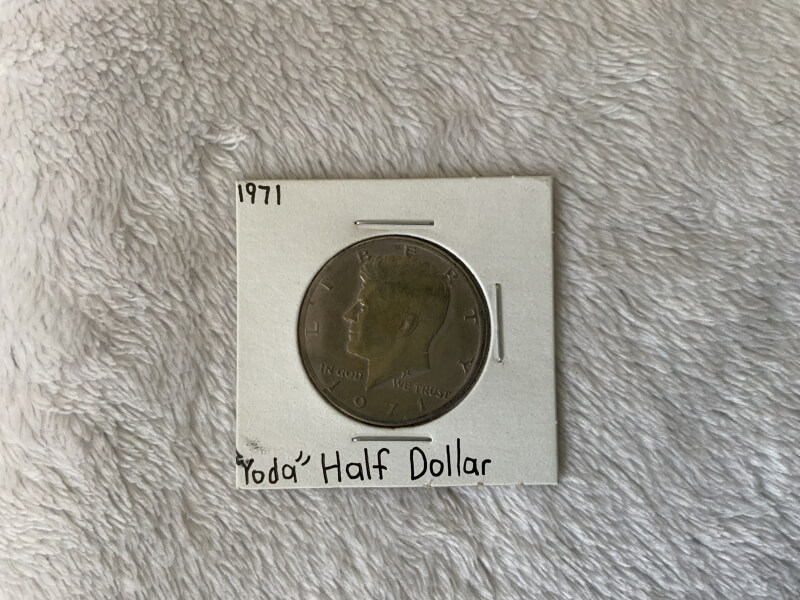 1971
LIBERTY
IN GOD WE TRUST
1971
"Yoda" Half Dollar